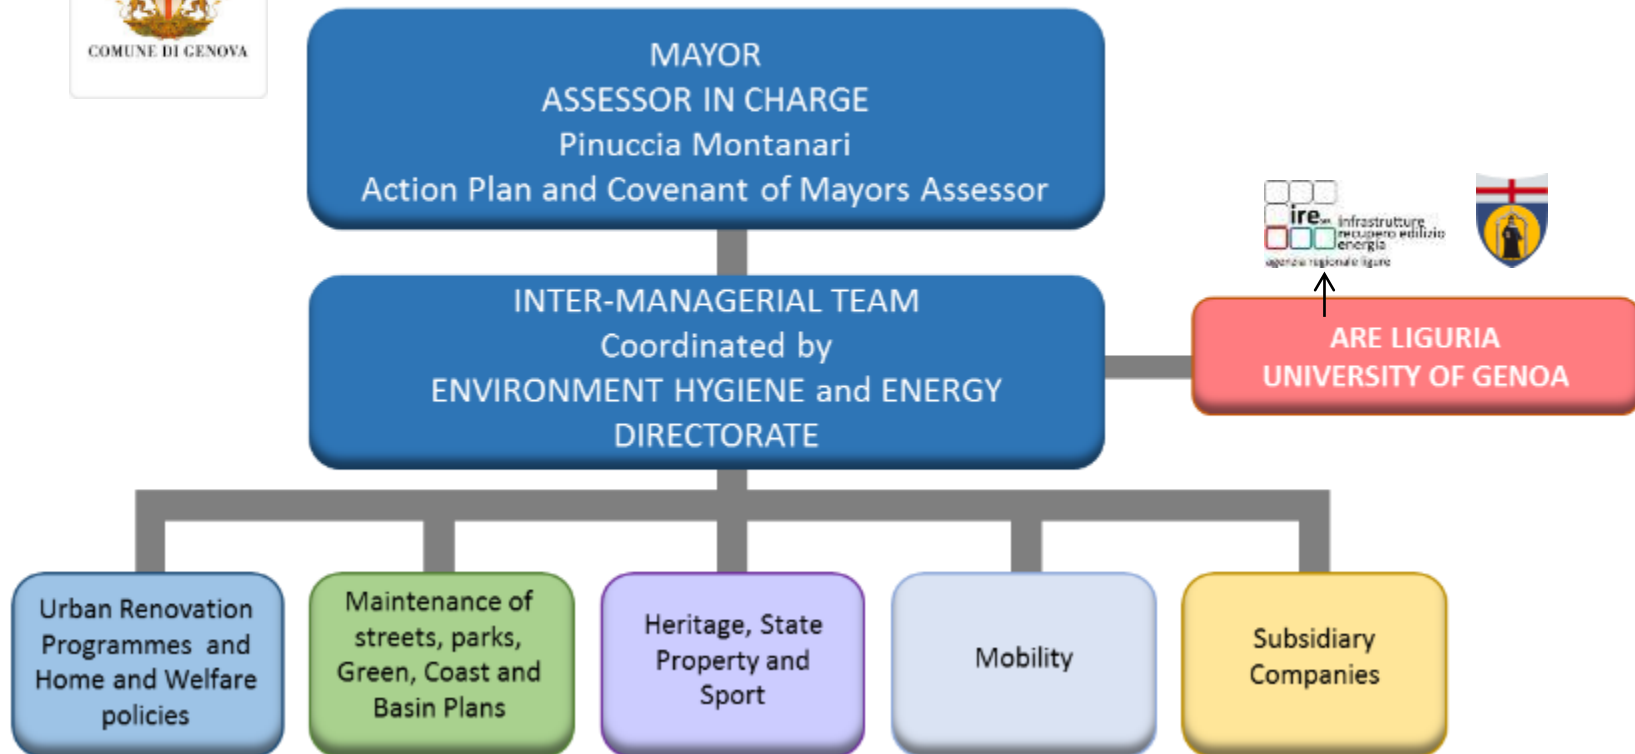 COMUNE DI GENOVA
MAYOR
ASSESSOR IN CHARGE
Pinuccia Montanari
Action Plan and Covenant of Mayors Assessor
ire
infrastrutture
recupero edilizio
energia
agenzia regionale ligure
INTER-MANAGERIAL TEAM
Coordinated by
ENVIRONMENT HYGIENE and ENERGY
DIRECTORATE
ARE LIGURIA
UNIVERSITY OF GENOA
Urban Renovation
Programmes and
Home and Welfare
policies
Maintenance of
streets, parks,
Green, Coast and
Basin Plans
Heritage, State
Property and
Sport
Mobility
Subsidiary
Companies